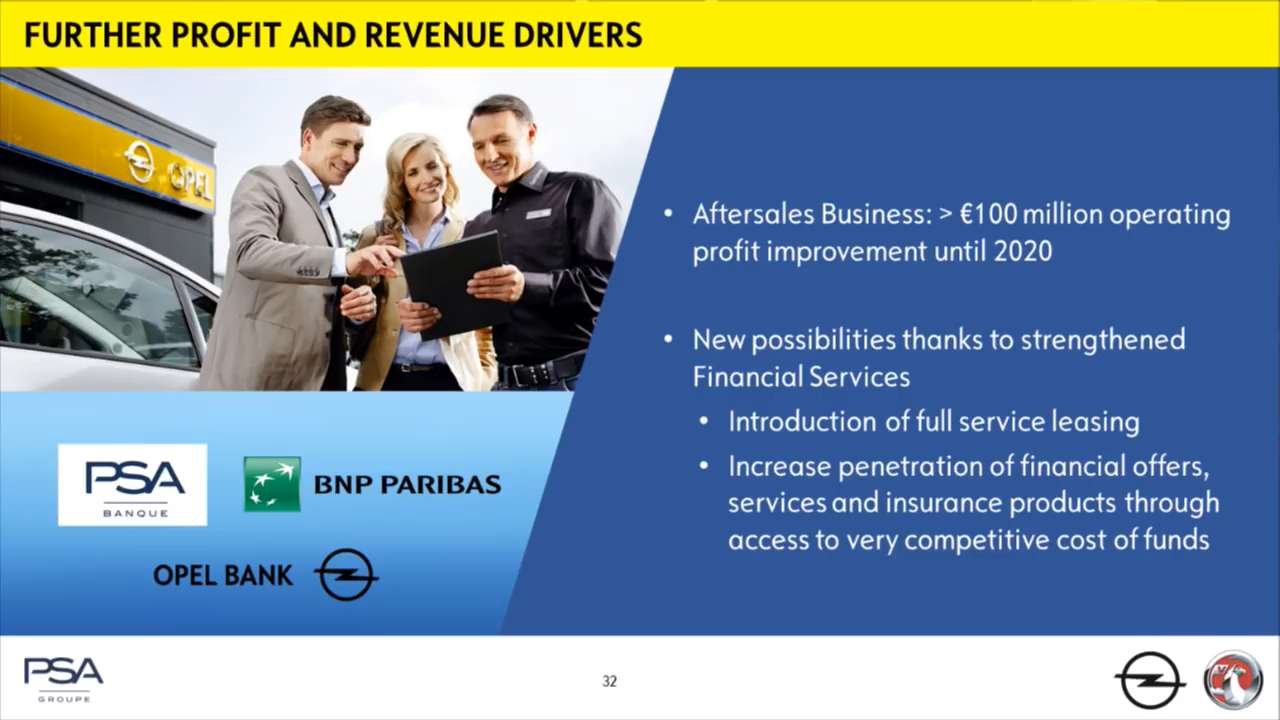 FURTHER PROFIT AND REVENUE DRIVERS
OPEL
• Aftersales Business: > €100 million operating
profit improvement until 2020
• New possibilities thanks to strengthened
Financial Services
• Introduction of full service leasing
• Increase penetration of financial offers,
services and insurance products through
access to very competitive cost of funds
PSA
BANQUE
BNP PARIBAS
OPEL BANK
PSA
GROUPE
32